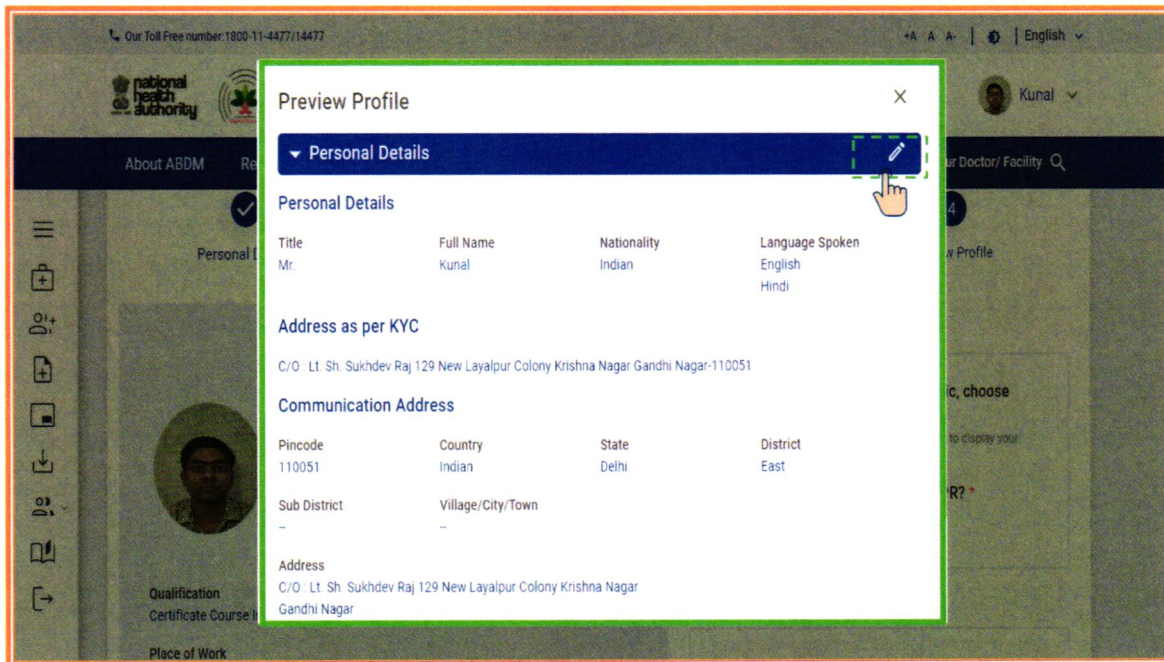 Our Toll Free number:1800-11-4477/14477
+A A A- | | English
national
health
authority
Kunal
Preview Profile
About ABDM
Personal Details
ur Doctor/ Facility
Personal Details
4
Title Full Name Nationality Language Spoken
Mr. Kunal Indian English
Hindi
Personal
w Profile
Address as per KYC
C/O : Lt. Sh. Sukhdev Raj 129 New Layalpur Colony Krishna Nagar Gandhi Nagar-110051
Communication Address
ic, choose
Pincode Country State District
110051 Indian Delhi East
to display your
Sub District Village/City/Town
-- --
PR? *
Address
C/O : Lt. Sh. Sukhdev Raj 129 New Layalpur Colony Krishna Nagar
Gandhi Nagar
Qualification
Certificate Course
Place of Work